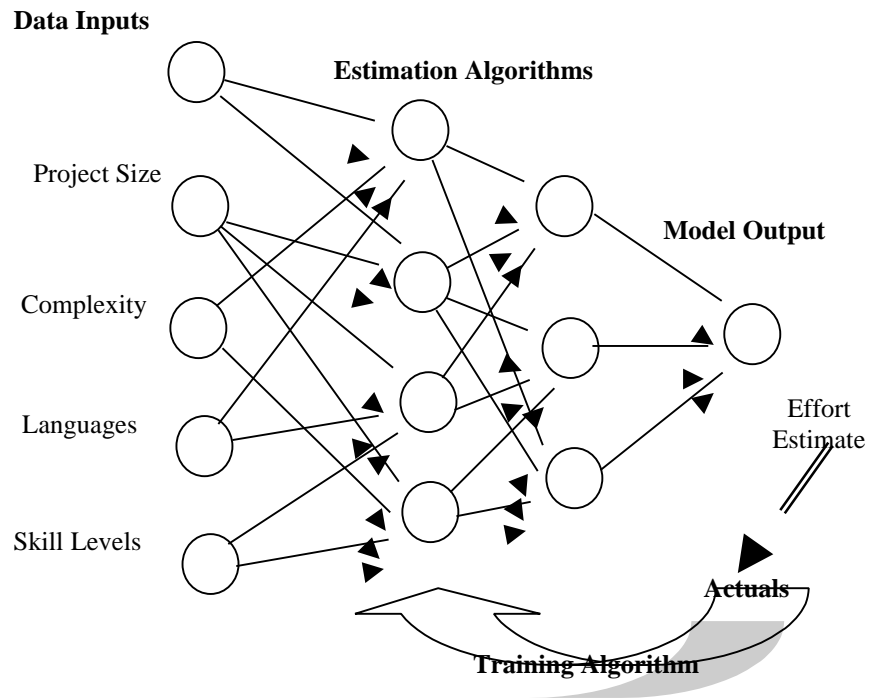 Data Inputs
Estimation Algorithms
Project Size
Model Output
Complexity
Effort
Estimate
Languages
Skill Levels
Actuals
Training Algorithm